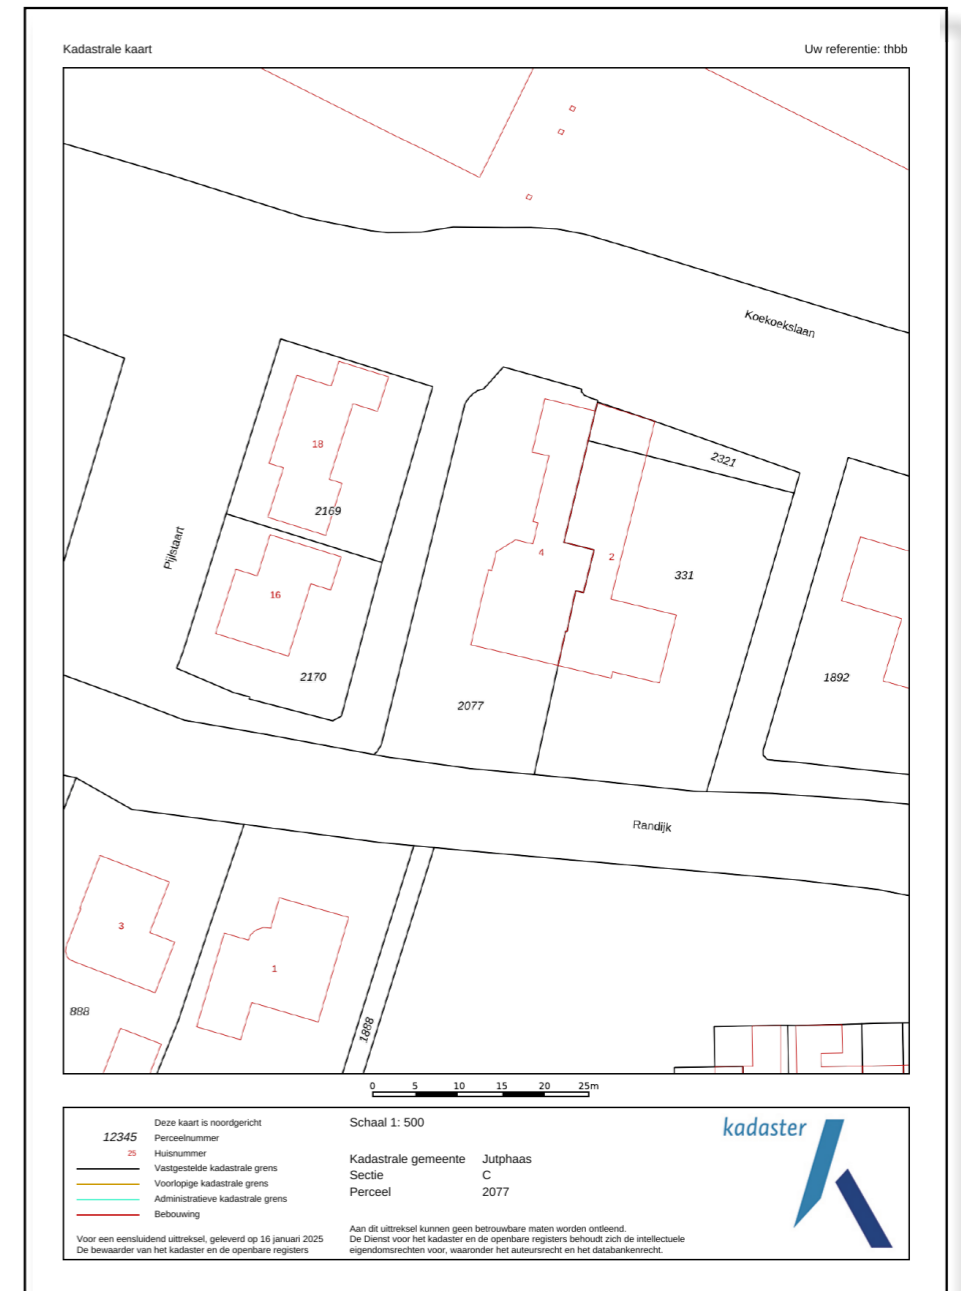 Kadastrale kaart
Uw referentie: thbb
Koekoekslaan
18
2169
2321
Pijlstaart
4
2
331
16
2170
2077
1892
Randijk
3
1
888
1888
0 5 10 15 20 25m
Deze kaart is noordgericht
12345 Perceelnummer
25 Huisnummer
Vastgestelde kadastrale grens
Voorlopige kadastrale grens
Administratieve kadastrale grens
Bebouwing
Voor een eensluidend uittreksel, geleverd op 16 januari 2025
De bewaarder van het kadaster en de openbare registers
Schaal 1: 500
Kadastrale gemeente Jutphaas
Sectie C
Perceel 2077
Aan dit uittreksel kunnen geen betrouwbare maten worden ontleend.
De Dienst voor het kadaster en de openbare registers behoudt zich de intellectuele
eigendomsrechten voor, waaronder het auteursrecht en het databankenrecht.
kadaster